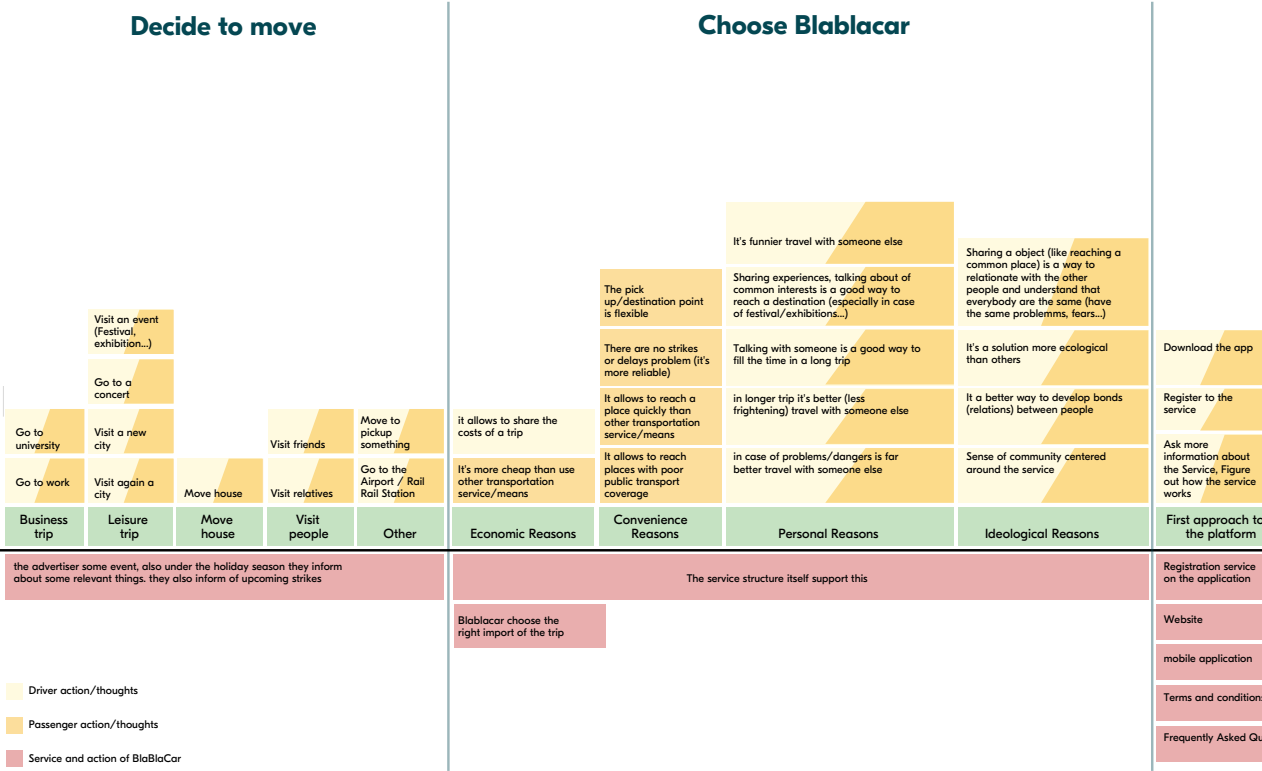 Decide to move
Choose Blablacar
Visit an event
(Festival,
exhibition...)
Go to a
concert
Go to
university
Visit a new
city
Visit friends
Move to
pickup
something
Go to work
Visit again a
city
Move house
Visit relatives
Go to the
Airport / Rail
Rail Station
Business
trip
Leisure
trip
Move
house
Visit
people
Other
it allows to share the
costs of a trip
It's more cheap than use
other transportation
service/means
Economic Reasons
The pick
up/destination point
is flexible
There are no strikes
or delays problem (it's
more reliable)
It allows to reach a
place quickly than
other transportation
service/means
It allows to reach
places with poor
public transport
coverage
Convenience
Reasons
It's funnier travel with someone else
Sharing experiences, talking about of
common interests is a good way to
reach a destination (especially in case
of festival/exhibitions...)
Talking with someone is a good way to
fill the time in a long trip
in longer trip it's better (less
frightening) travel with someone else
in case of problems/dangers is far
better travel with someone else
Personal Reasons
Sharing a object (like reaching a
common place) is a way to
relationate with the other
people and understand that
everybody are the same (have
the same problemms, fears...)
It's a solution more ecological
than others
It a better way to develop bonds
(relations) between people
Sense of community centered
around the service
Ideological Reasons
Download the app
Register to the
service
Ask more
information about
the Service, Figure
out how the service
works
First approach to
the platform
the advertiser some event, also under the holiday season they inform
about some relevant things. they also inform of upcoming strikes
The service structure itself support this
Blablacar choose the
right import of the trip
Registration service
on the application
Website
mobile application
Terms and conditions
Frequently Asked Qu
Driver action/thoughts
Passenger action/thoughts
Service and action of BlaBlaCar